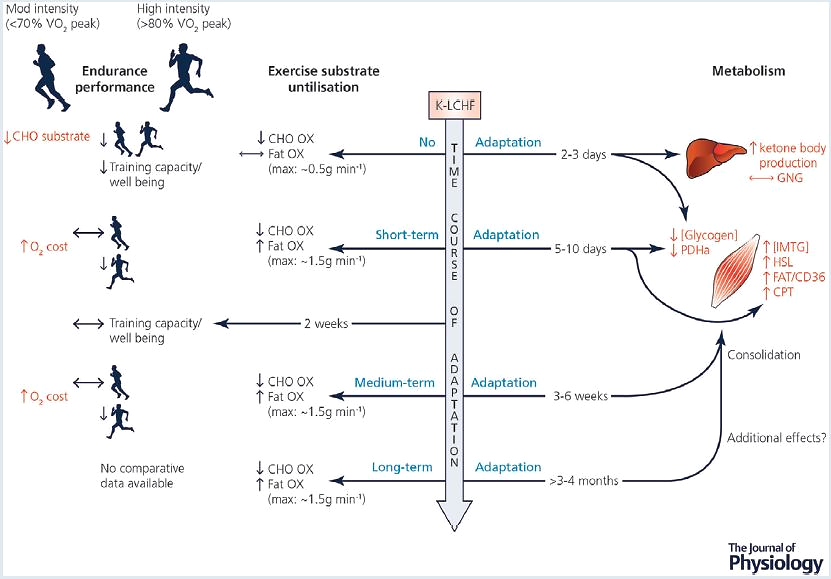 Mod intensity
(<70% VO₂ peak)
High intensity
(>80% VO₂ peak)
Endurance
performance
Exercise substrate
untilisation
Metabolism
K-LCHF
TIME COURSE OF ADAPTATION
↓CHO substrate
↓
↓Training capacity/
well being
↓ CHO OX
↔ Fat OX
(max: ~0.5g min⁻¹)
No Adaptation
2-3 days
↑ ketone body
production
↔ GNG
↑O₂ cost
↔
↓
↓ CHO OX
↑ Fat OX
(max: ~1.5g min⁻¹)
Short-term Adaptation
5-10 days
↓ [Glycogen]
↓ PDHa
↑ [IMTG]
↑ HSL
↑ FAT/CD36
↑ CPT
↔ Training capacity/
well being
2 weeks
Consolidation
↑O₂ cost
↔
↓
↓ CHO OX
↑ Fat OX
(max: ~1.5g min⁻¹)
Medium-term Adaptation
3-6 weeks
Additional effects?
No comparative
data available
↓ CHO OX
↑ Fat OX
(max: ~1.5g min⁻¹)
Long-term Adaptation
>3-4 months
The Journal of
Physiology